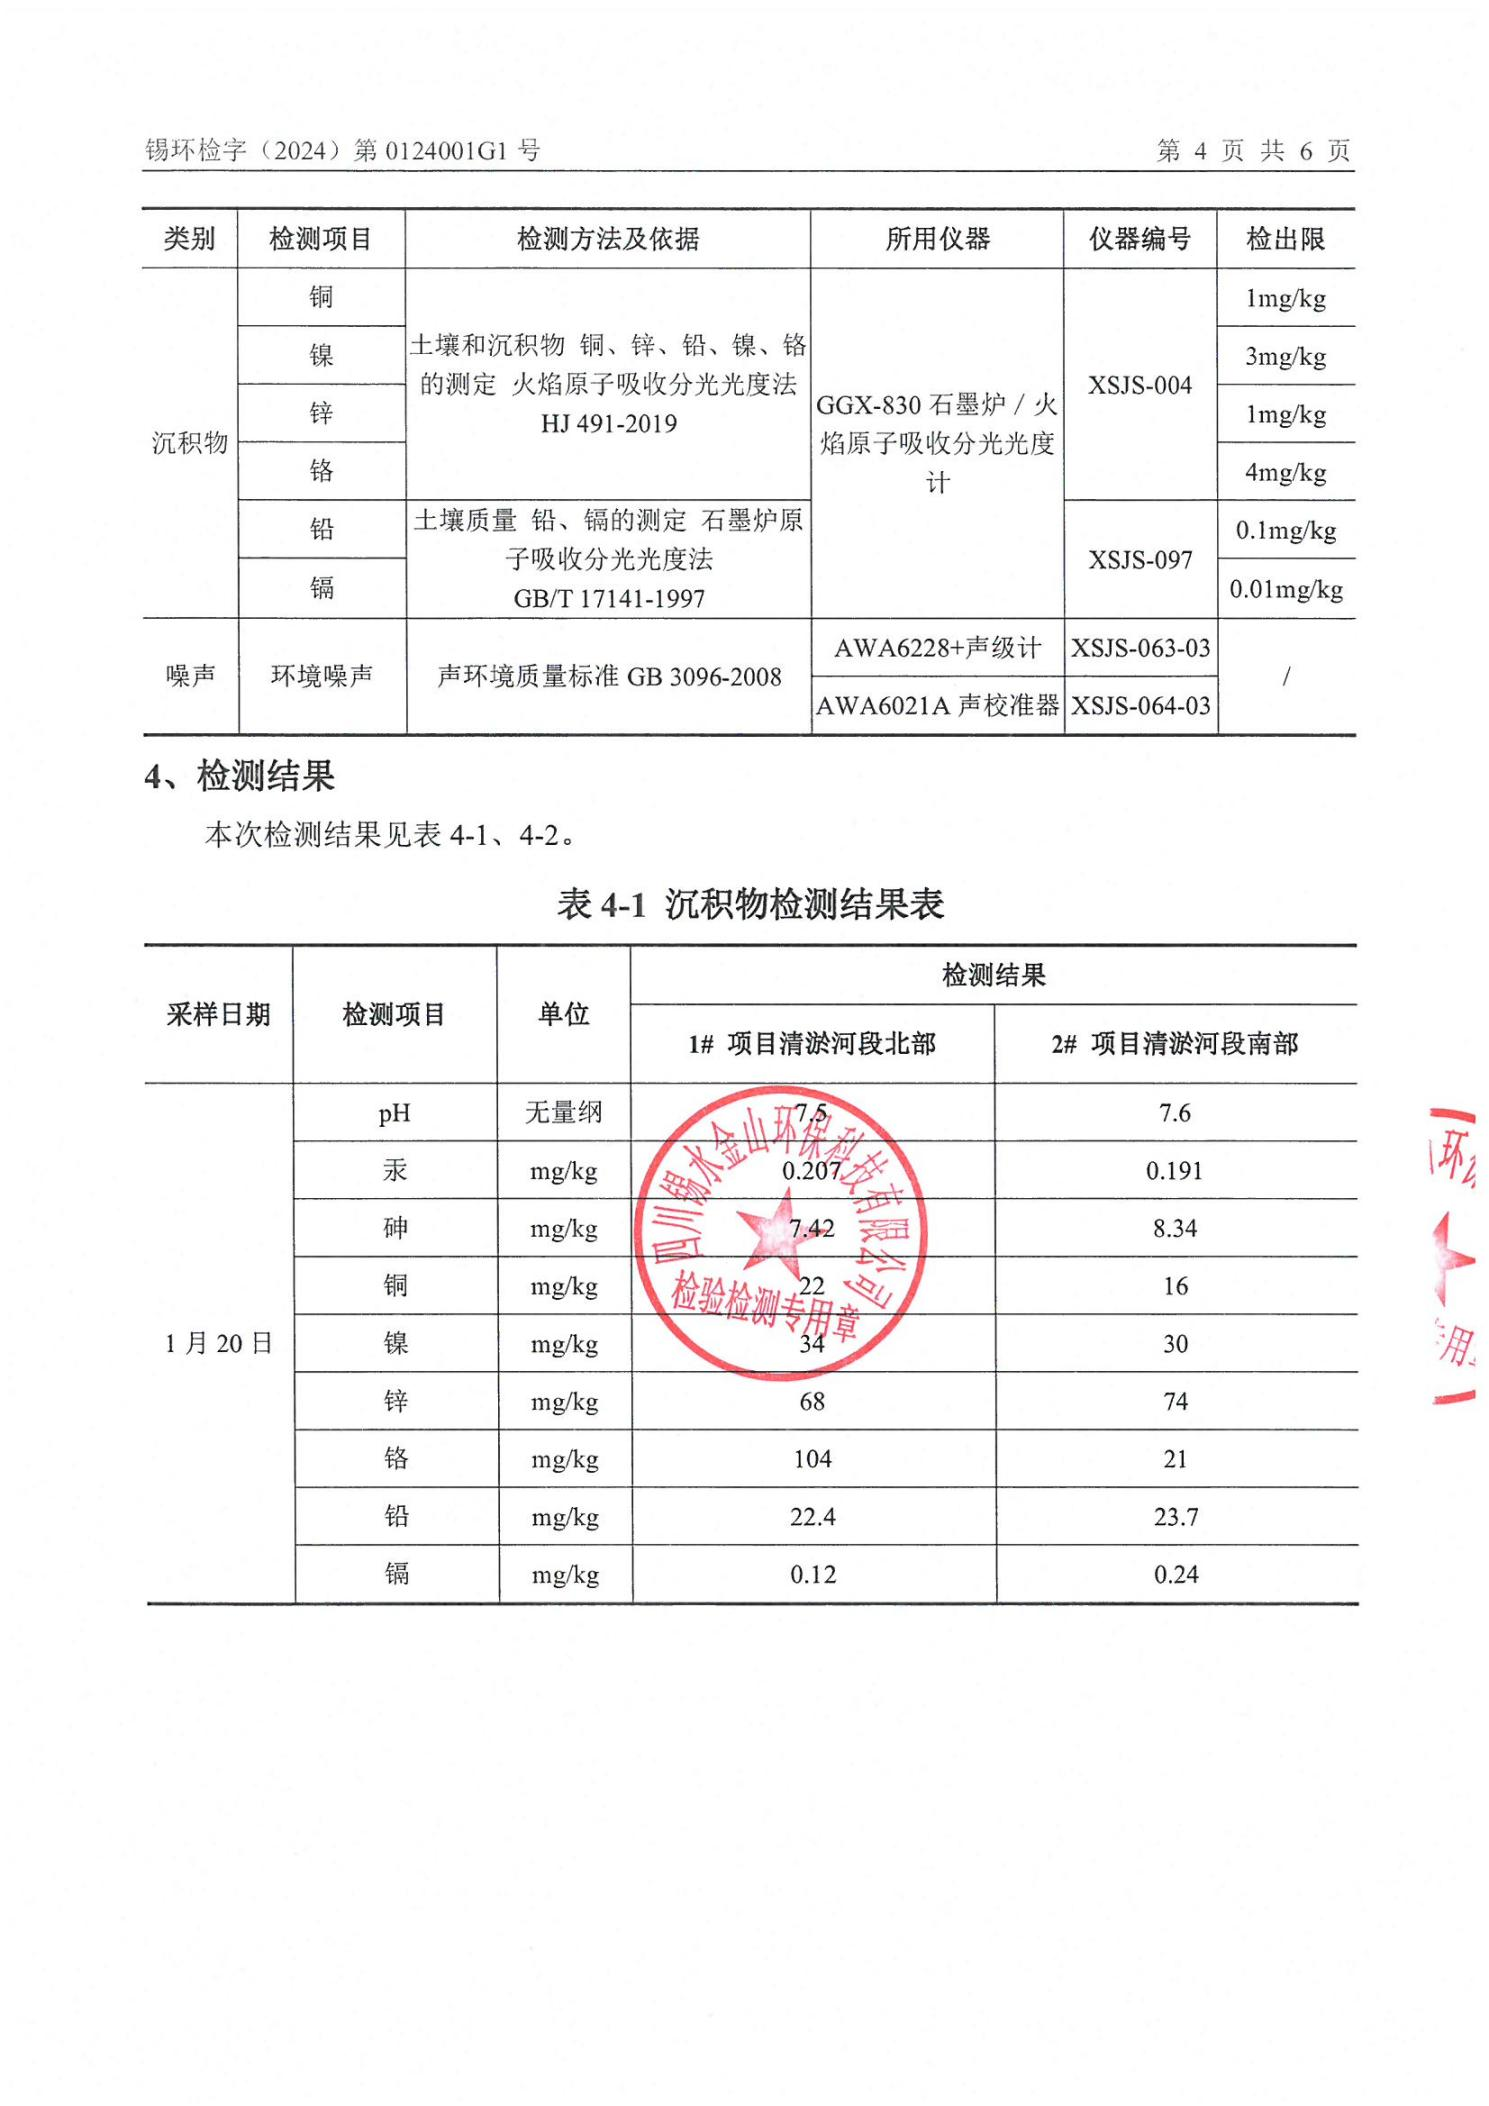 锡环检字（2024）第 0124001G1 号 第 4 页 共 6 页
类别 检测项目 检测方法及依据 所用仪器 仪器编号 检出限
沉积物
铜
镍
锌
铬
土壤和沉积物 铜、锌、铅、镍、铬
的测定 火焰原子吸收分光光度法
HJ 491-2019
铅
镉
土壤质量 铅、镉的测定 石墨炉原
子吸收分光光度法
GB/T 17141-1997
GGX-830 石墨炉 / 火
焰原子吸收分光光度
计
XSJS-004
XSJS-097
1mg/kg
3mg/kg
1mg/kg
4mg/kg
0.1mg/kg
0.01mg/kg
噪声 环境噪声 声环境质量标准 GB 3096-2008
AWA6228+声级计 XSJS-063-03
AWA6021A 声校准器 XSJS-064-03
/
4、检测结果
本次检测结果见表 4-1、4-2。
表 4-1 沉积物检测结果表
采样日期 检测项目 单位 检测结果
1# 项目清淤河段北部 2# 项目清淤河段南部
1 月 20 日
pH 无量纲 7.5 7.6
汞 mg/kg 0.207 0.191
砷 mg/kg 7.42 8.34
铜 mg/kg 22 16
镍 mg/kg 34 30
锌 mg/kg 68 74
铬 mg/kg 104 21
铅 mg/kg 22.4 23.7
镉 mg/kg 0.12 0.24
四川锡水金山环保科技有限公司
检验检测专用章
环
用